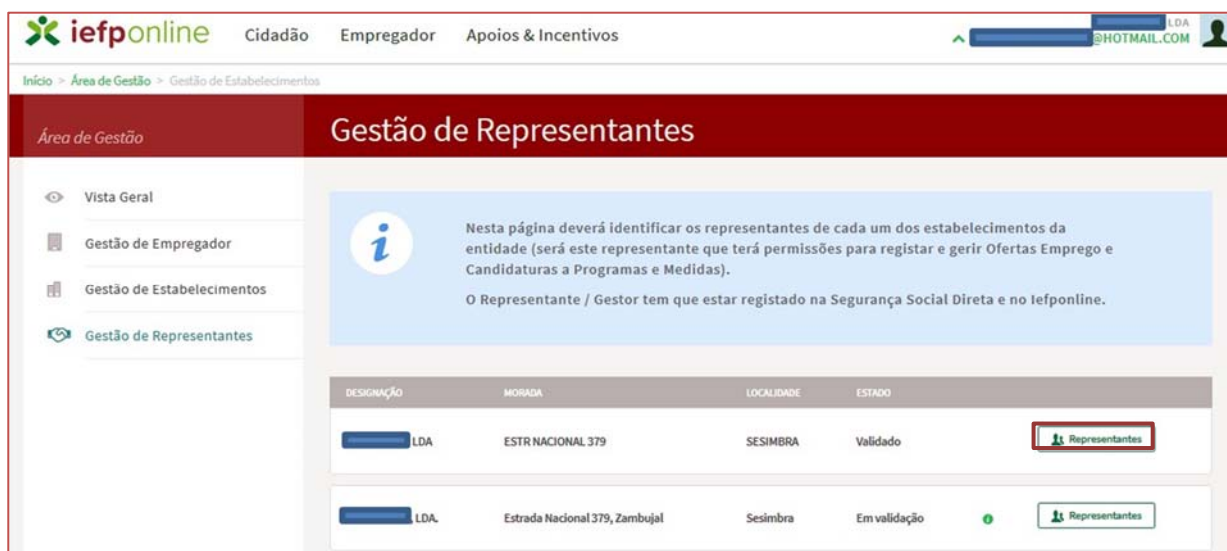 iefponline Cidadão Empregador Apoios & Incentivos
LDA
@HOTMAIL.COM
Início > Área de Gestão > Gestão de Estabelecimentos
Área de Gestão
Gestão de Representantes
Vista Geral
Gestão de Empregador
Gestão de Estabelecimentos
Gestão de Representantes
Nesta página deverá identificar os representantes de cada um dos estabelecimentos da
entidade (será este representante que terá permissões para registar e gerir Ofertas Emprego e
Candidaturas a Programas e Medidas).
O Representante / Gestor tem que estar registado na Segurança Social Direta e no Iefponline.
DESIGNAÇÃO MORADA LOCALIDADE ESTADO
LDA ESTR NACIONAL 379 SESIMBRA Validado Representantes
LDA. Estrada Nacional 379, Zambujal Sesimbra Em validação Representantes